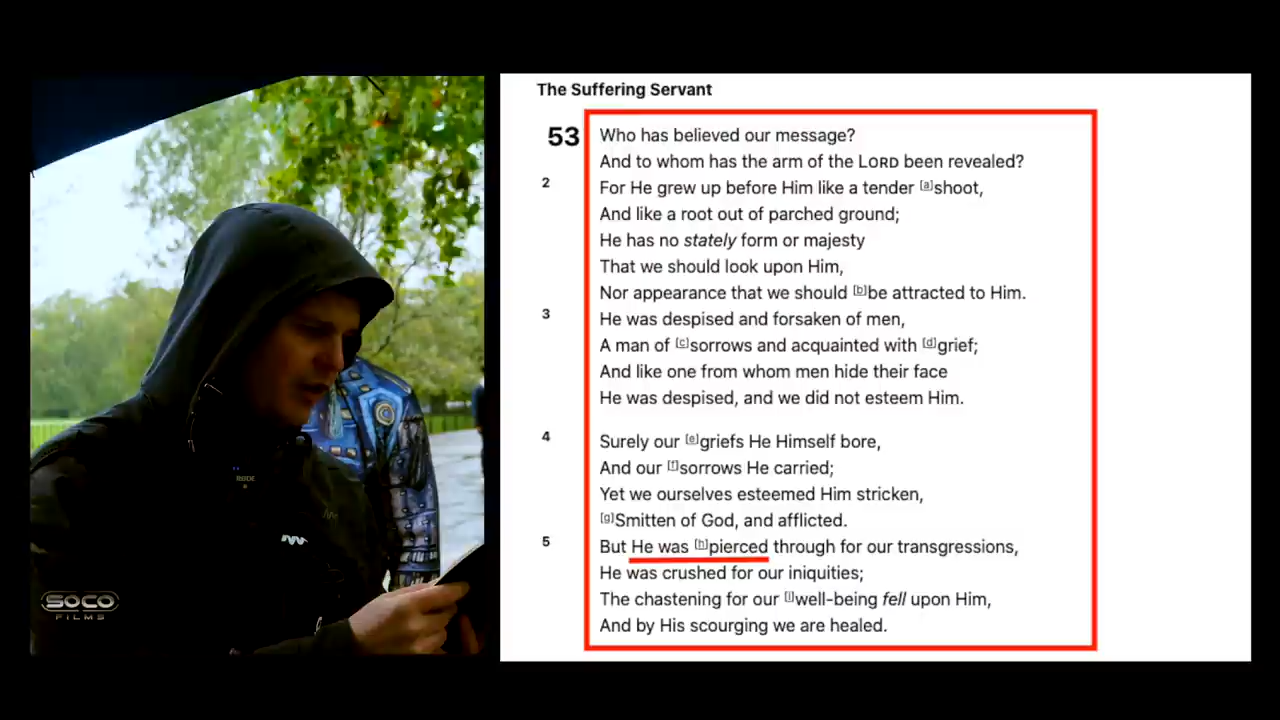 The Suffering Servant
53 Who has believed our message?
And to whom has the arm of the LORD been revealed?
2 For He grew up before Him like a tender [a]shoot,
And like a root out of parched ground;
He has no stately form or majesty
That we should look upon Him,
Nor appearance that we should [b]be attracted to Him.
3 He was despised and forsaken of men,
A man of [c]sorrows and acquainted with [d]grief;
And like one from whom men hide their face
He was despised, and we did not esteem Him.
4 Surely our [e]griefs He Himself bore,
And our [f]sorrows He carried;
Yet we ourselves esteemed Him stricken,
[g]Smitten of God, and afflicted.
5 But He was [h]pierced through for our transgressions,
He was crushed for our iniquities;
The chastening for our [i]well-being fell upon Him,
And by His scourging we are healed.
SOCO
FILMS